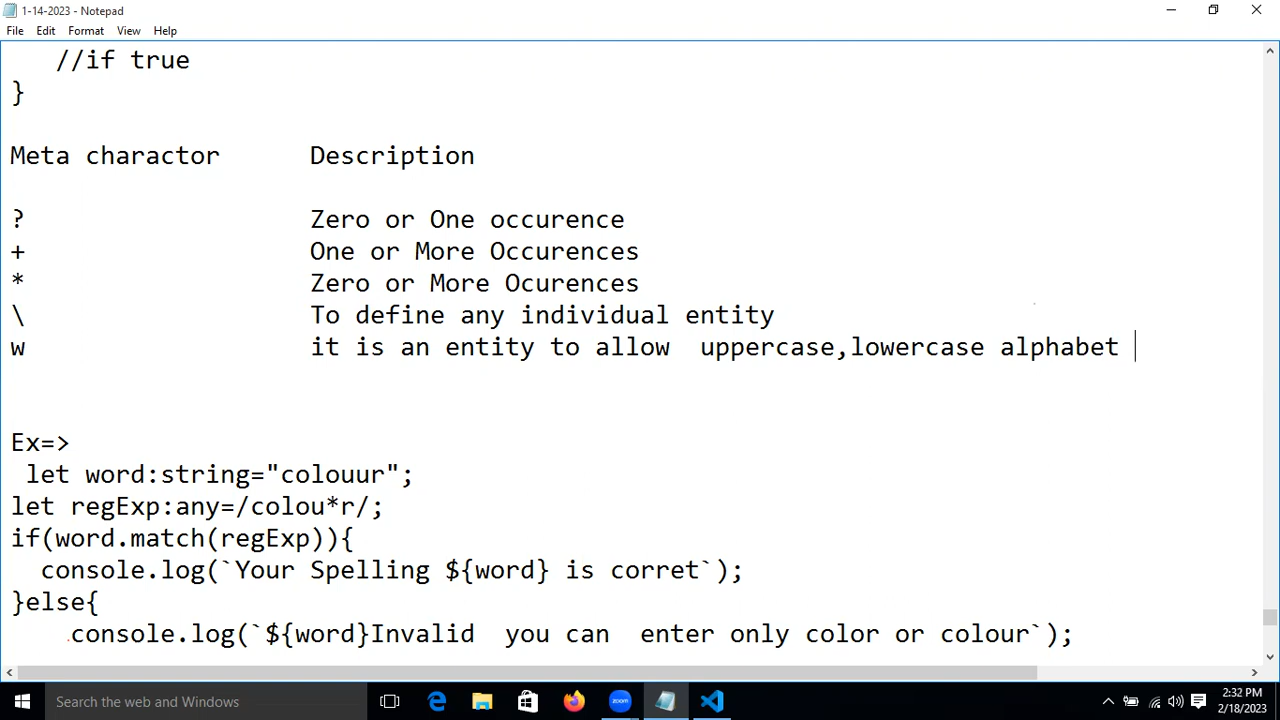 1-14-2023 - Notepad
File Edit Format View Help
//if true
}
Meta charactor Description
? Zero or One occurence
+ One or More Occurences
* Zero or More Ocurences
\ To define any individual entity
w it is an entity to allow  uppercase,lowercase alphabet
Ex=>
let word:string="colouur";
let regExp:any=/colou*r/;
if(word.match(regExp)){
console.log(`Your Spelling ${word} is corret`);
}else{
console.log(`${word}Invalid  you can  enter only color or colour`);
Search the web and Windows
zoom
2:32 PM
2/18/2023